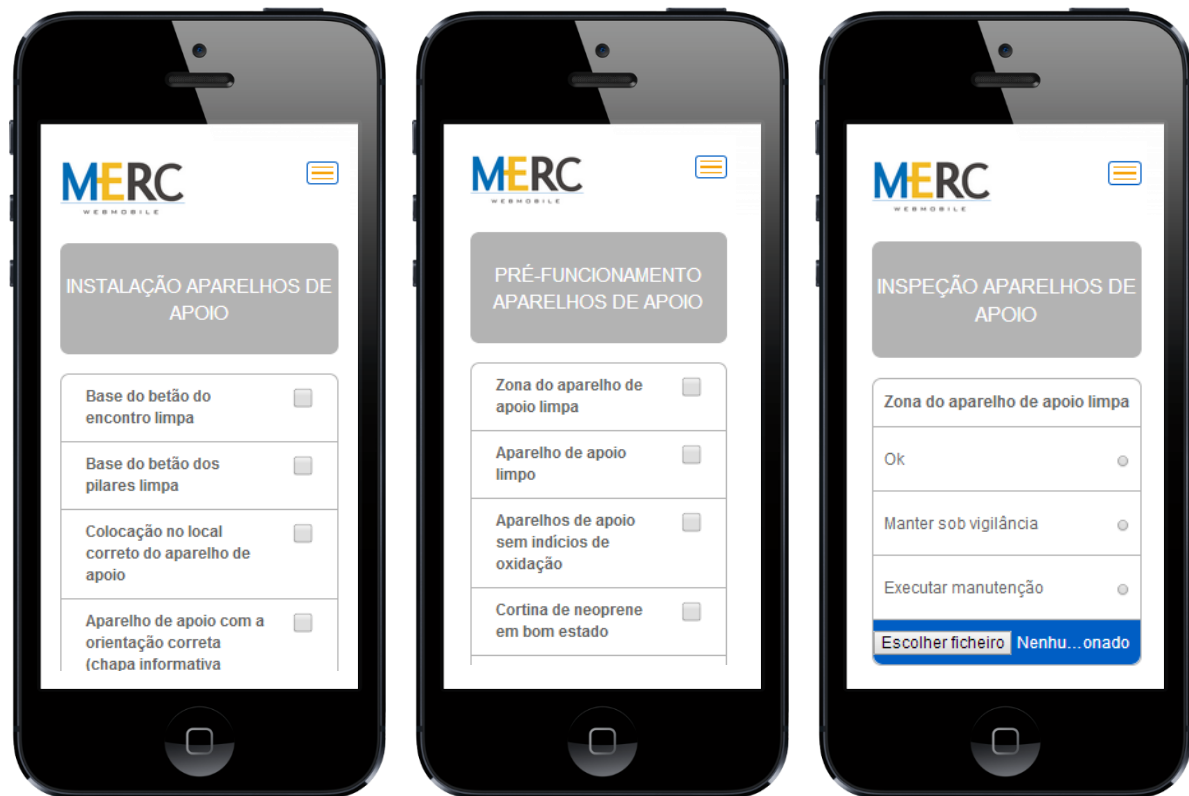 MERC
WEBMOBILE
INSTALAÇÃO APARELHOS DE
APOIO
Base do betão do
encontro limpa
Base do betão dos
pilares limpa
Colocação no local
correto do aparelho de
apoio
Aparelho de apoio com a
orientação correta
(chapa informativa
MERC
WEBMOBILE
PRÉ-FUNCIONAMENTO
APARELHOS DE APOIO
Zona do aparelho de
apoio limpa
Aparelho de apoio
limpo
Aparelhos de apoio
sem indícios de
oxidação
Cortina de neoprene
em bom estado
MERC
WEBMOBILE
INSPEÇÃO APARELHOS DE
APOIO
Zona do aparelho de apoio limpa
Ok
Manter sob vigilância
Executar manutenção
Escolher ficheiro Nenhu...onado